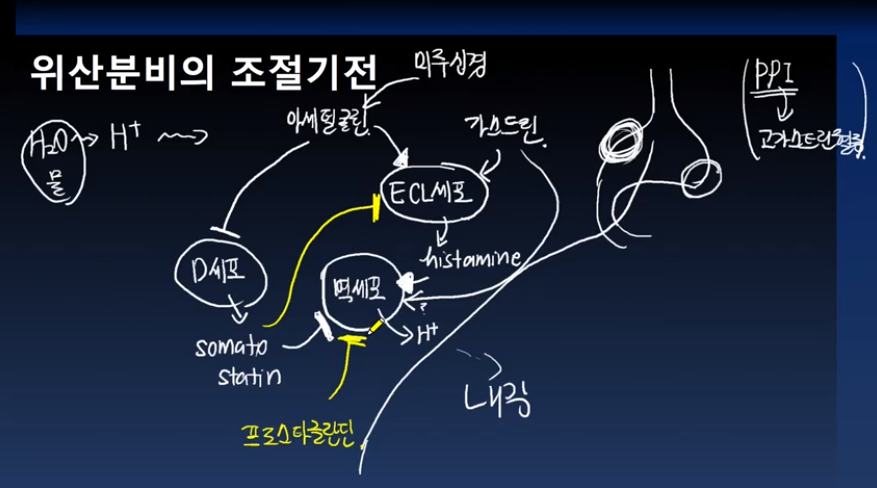 위산분비의 조절기전
미주신경
아세틸콜린
가스트린
PPI
고가스트린혈증
H₂O
물
H⁺
ECL세포
histamine
D세포
벽세포
?
H⁺
somato
statin
내강
프로스타글란딘